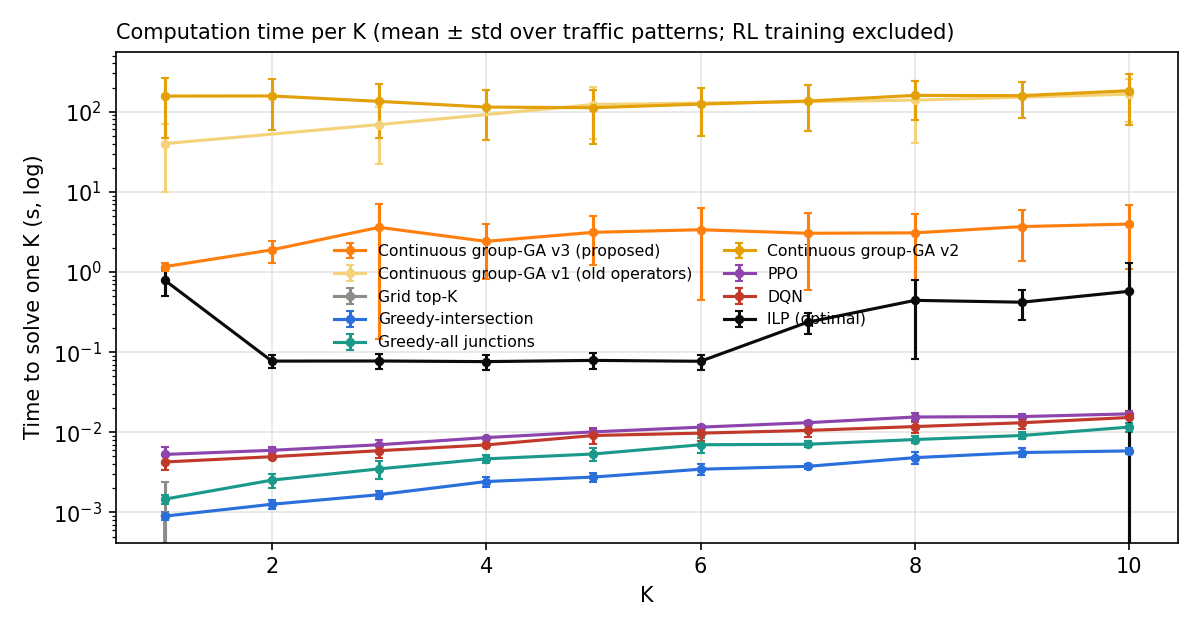 Computation time per K (mean ± std over traffic patterns; RL training excluded)
Time to solve one K (s, log)
10²
10¹
10⁰
10⁻¹
10⁻²
10⁻³
Continuous group-GA v3 (proposed)
Continuous group-GA v1 (old operators)
Grid top-K
Greedy-intersection
Greedy-all junctions
Continuous group-GA v2
PPO
DQN
ILP (optimal)
2 4 6 8 10
K